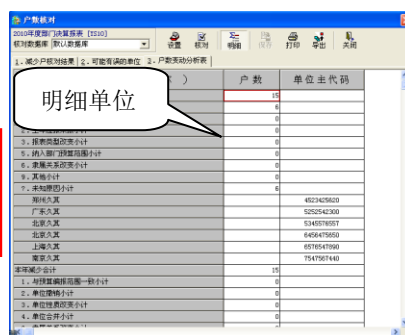 户数核对
2010年度部门决算报表 [TS10]
核对数据库 默认数据库
设置 核对 明细 保存 打印 导出 关闭
1. 减少户核对结果 2. 可能有误的单位 3. 户数变动分析表
） 户 数 单位主代码
明细单位
15
6
0
0
3. 报表类型改变小计 0
5. 纳入部门预算范围小计 0
6. 隶属关系改变小计 0
9. 其他小计 0
?. 未知原因小计 6
郑州久其 4523425820
广东久其 5252542300
北京久其 5345576557
北京久其 6456475650
上海久其 6576547890
南京久其 7547567440
本年减少合计 15
1. 与预算编报范围一致小计 0
2. 单位撤销小计 0
3. 单位性质改变小计 0
4. 单位合并小计 0